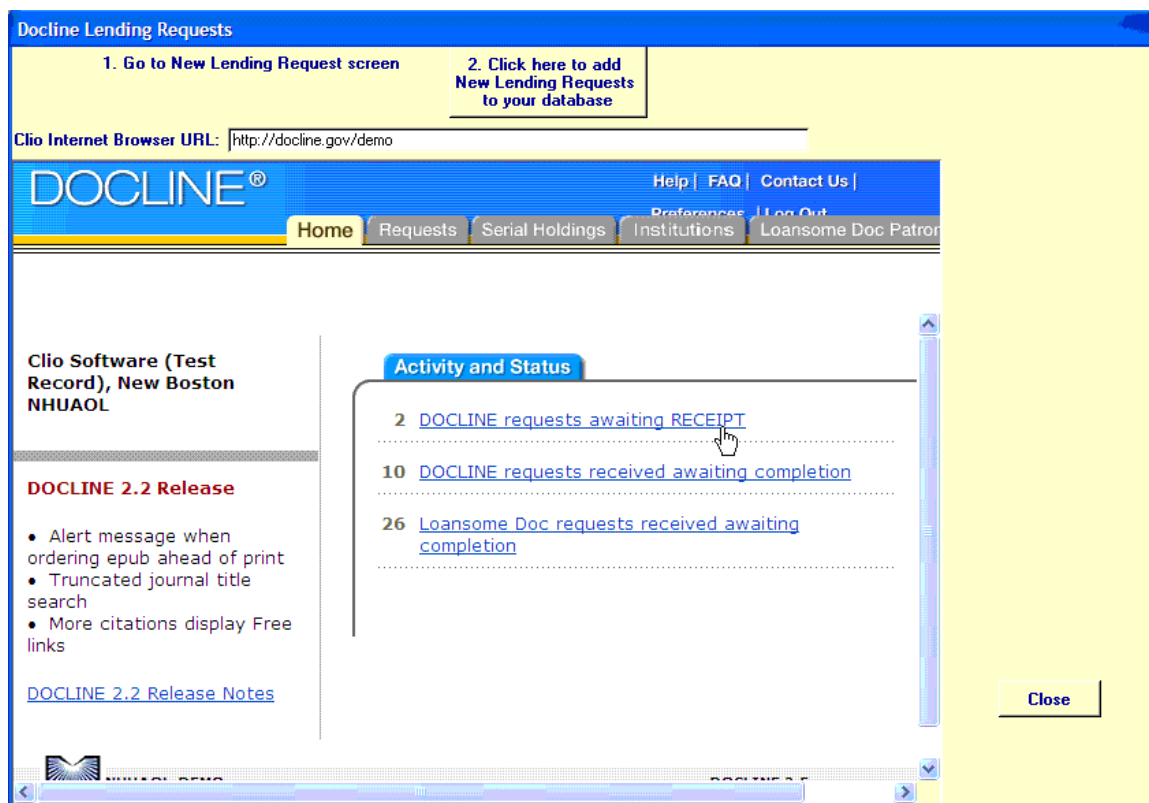 Docline Lending Requests
1. Go to New Lending Request screen
2. Click here to add
New Lending Requests
to your database
Clio Internet Browser URL: http://docline.gov/demo
DOCLINE®
Help | FAQ | Contact Us |
Preferences | Log Out
Home Requests Serial Holdings Institutions Loansome Doc Patron
Clio Software (Test
Record), New Boston
NHUAOL
Activity and Status
2 DOCLINE requests awaiting RECEIPT
10 DOCLINE requests received awaiting completion
26 Loansome Doc requests received awaiting
completion
DOCLINE 2.2 Release
• Alert message when
ordering epub ahead of print
• Truncated journal title
search
• More citations display Free
links
DOCLINE 2.2 Release Notes
Close
NHUAOL DEMO